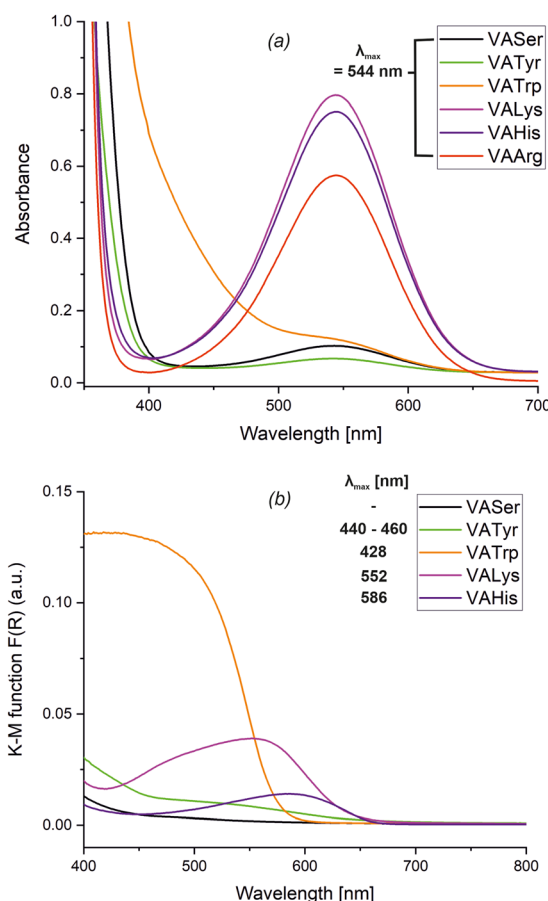 (a)
λmax
= 544 nm
VASer
VATyr
VATrp
VALys
VAHis
VAArg
1.0
0.8
0.6
0.4
0.2
0.0
Absorbance
400
500
600
700
Wavelength [nm]
(b)
λmax [nm]
- VASer
440 - 460 VATyr
428 VATrp
552 VALys
586 VAHis
0.15
0.10
0.05
0.00
K-M function F(R) (a.u.)
400
500
600
700
800
Wavelength [nm]